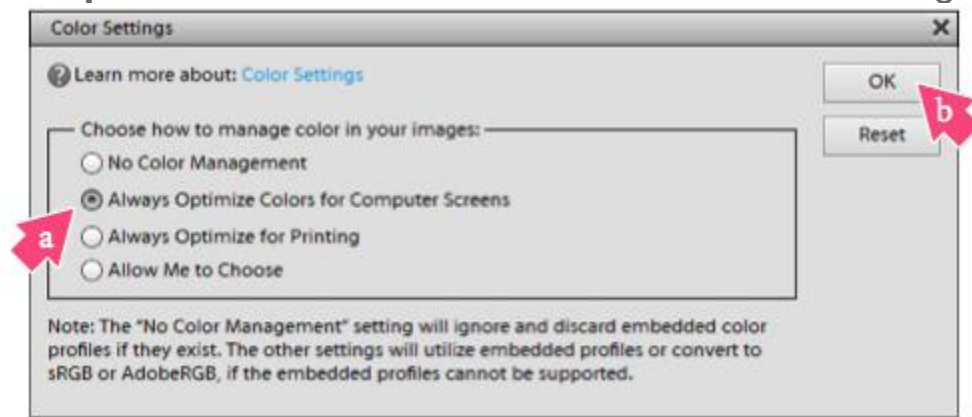 Color Settings
Learn more about: Color Settings
OK
b
Reset
Choose how to manage color in your images:
No Color Management
Always Optimize Colors for Computer Screens
a
Always Optimize for Printing
Allow Me to Choose
Note: The "No Color Management" setting will ignore and discard embedded color
profiles if they exist. The other settings will utilize embedded profiles or convert to
sRGB or AdobeRGB, if the embedded profiles cannot be supported.